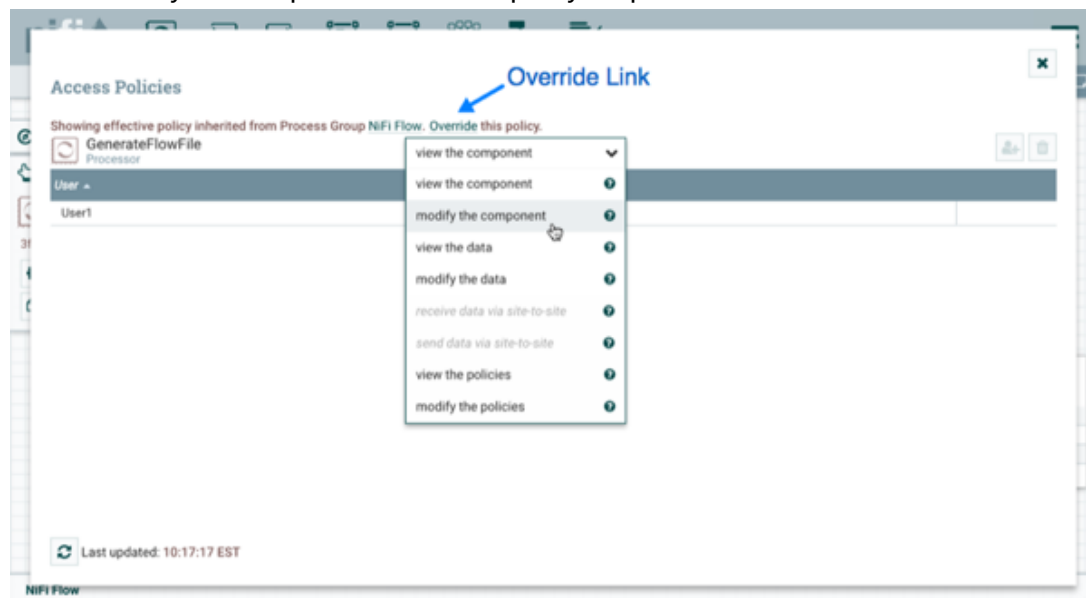 Override Link
Access Policies
Showing effective policy inherited from Process Group NiFi Flow. Override this policy.
GenerateFlowFile
Processor
view the component
User
view the component
User1
modify the component
view the data
modify the data
receive data via site-to-site
send data via site-to-site
view the policies
modify the policies
Last updated: 10:17:17 EST
NiFi Flow